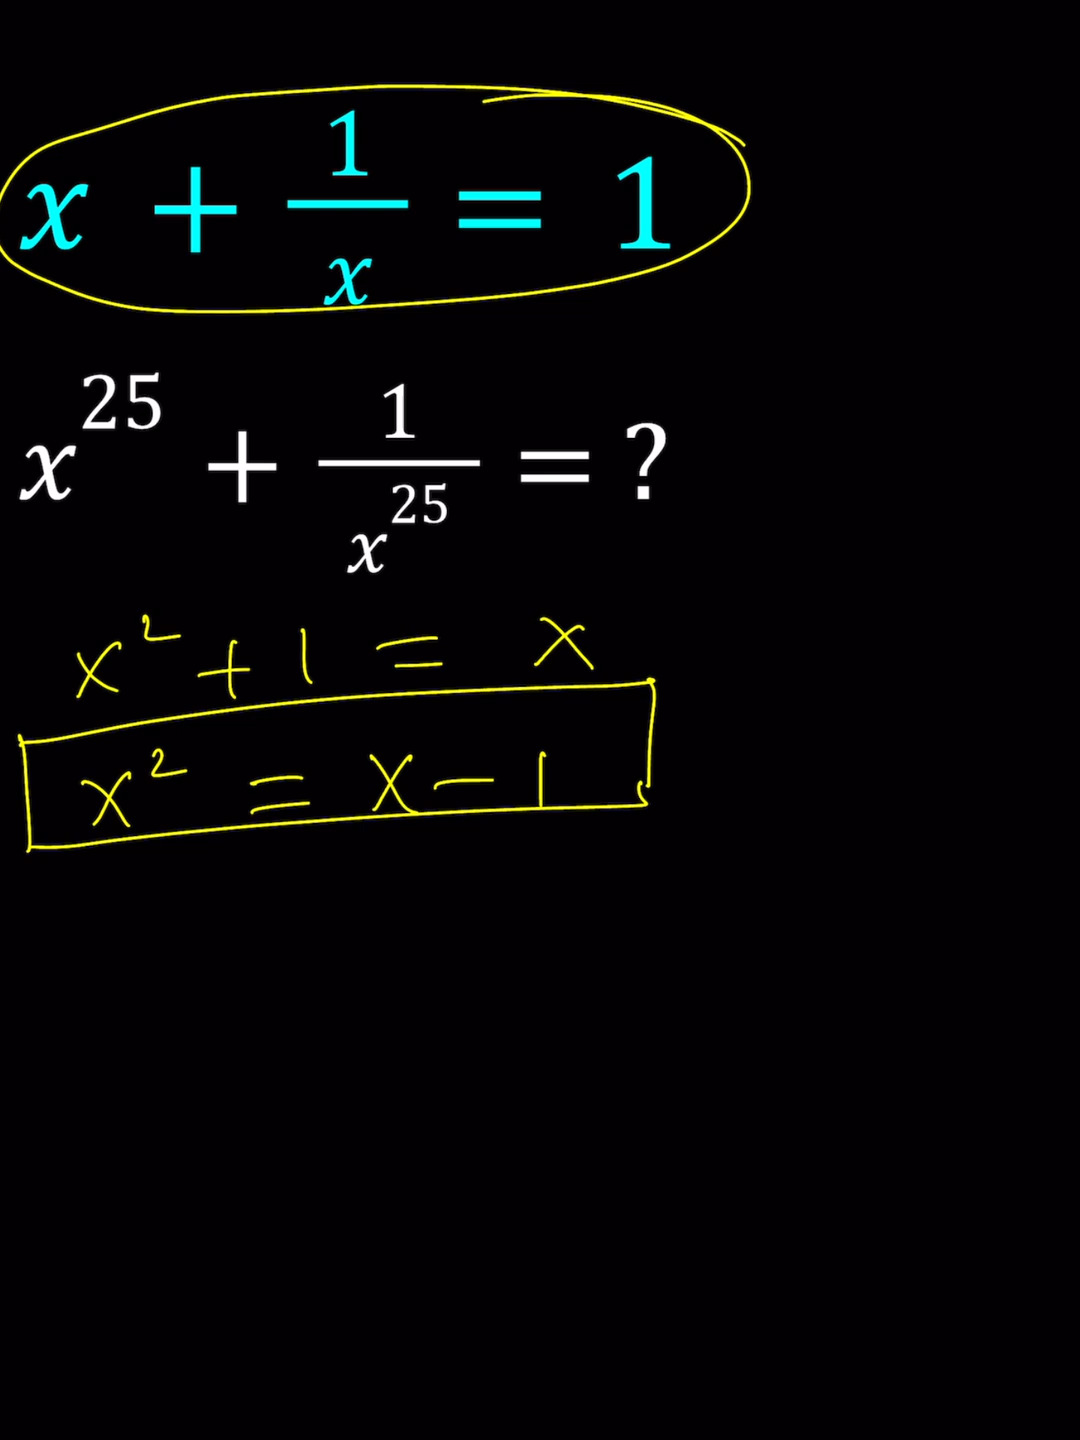 x + 1/x = 1
x^25 + 1/x^25 = ?
x^2 + 1 = x
x^2 = x - 1